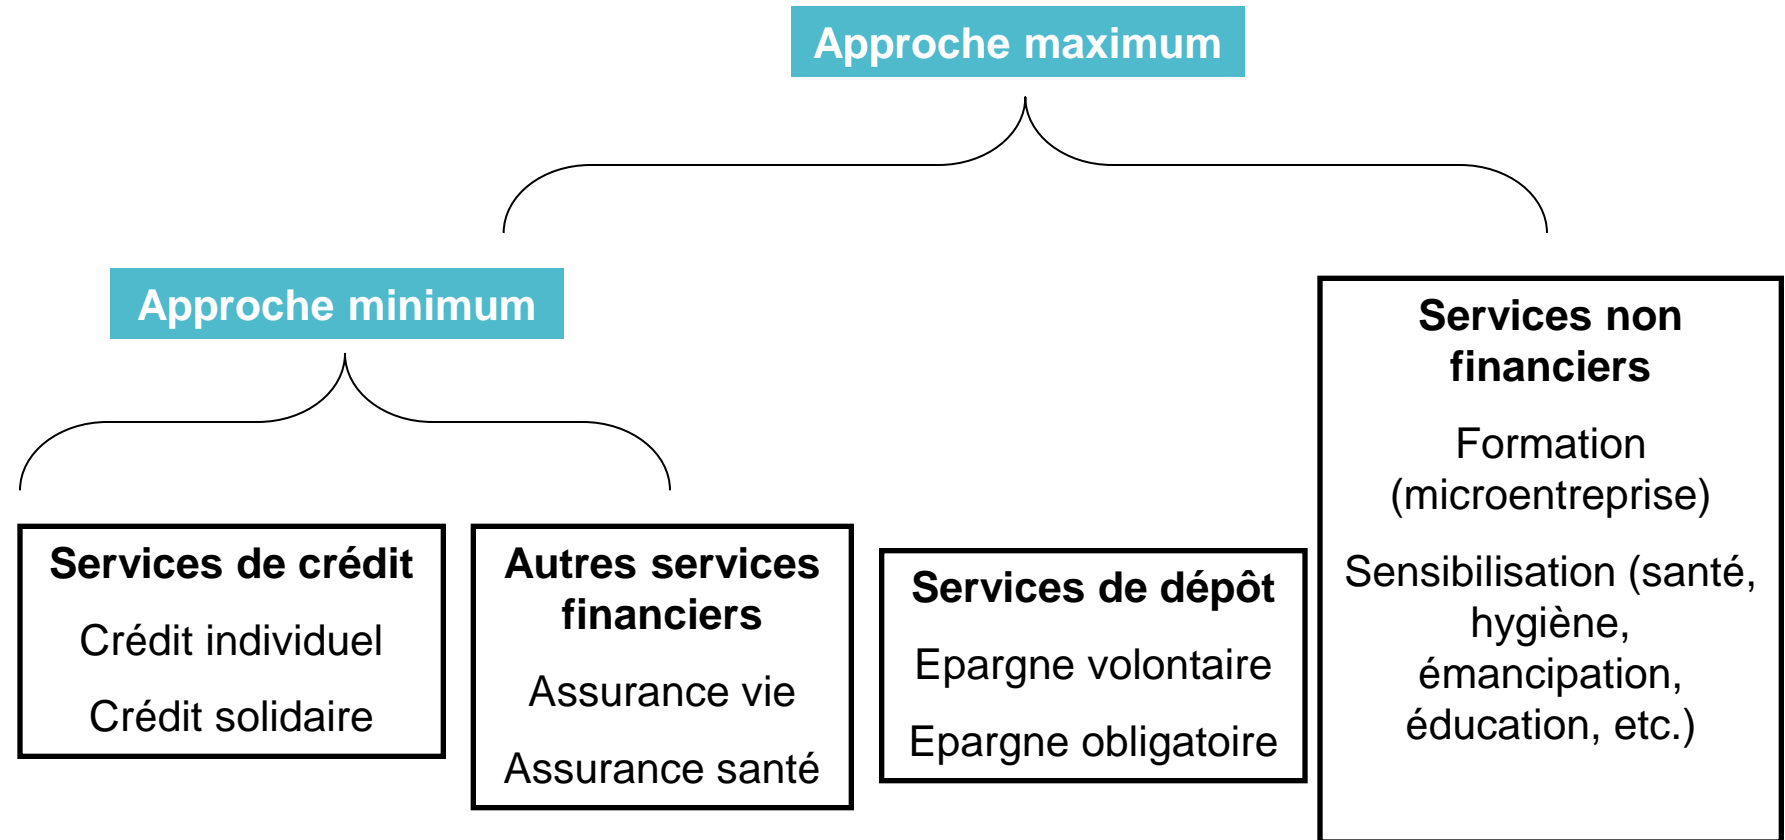 Approche maximum
Approche minimum
Services de crédit
Crédit individuel
Crédit solidaire
Autres services
financiers
Assurance vie
Assurance santé
Services de dépôt
Epargne volontaire
Epargne obligatoire
Services non
financiers
Formation
(microentreprise)
Sensibilisation (santé,
hygiène,
émancipation,
éducation, etc.)